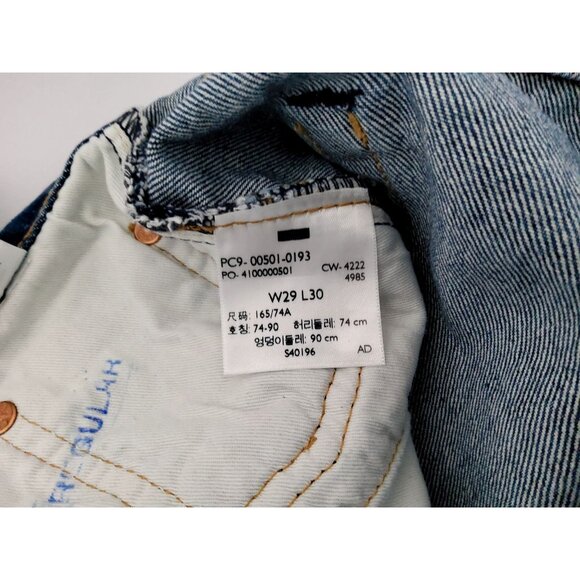 PC9- 00501-0193
PO- 4100000501 CW- 4222
4985
W29 L30
尺码: 165/74A
호칭: 74-90 허리둘레: 74 cm
엉덩이둘레: 90 cm
S40196 AD
IRREGULAR